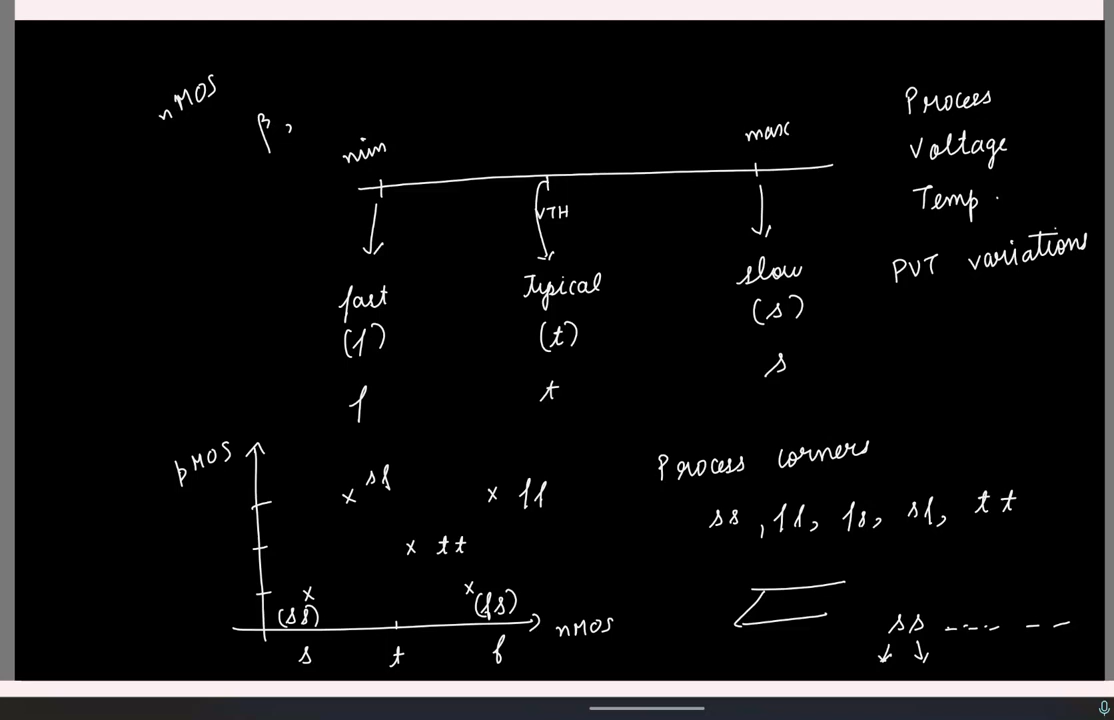 nMOS
β,
min
max
VTH
fast
(f)
f
Typical
(t)
t
slow
(s)
s
Process
Voltage
Temp.
PVT variations
pMOS
x sf
x ff
x tt
x
(ss)
x
(fs)
nMOS
s t f
Process corners
ss, ff, fs, sf, tt
ss ---- --